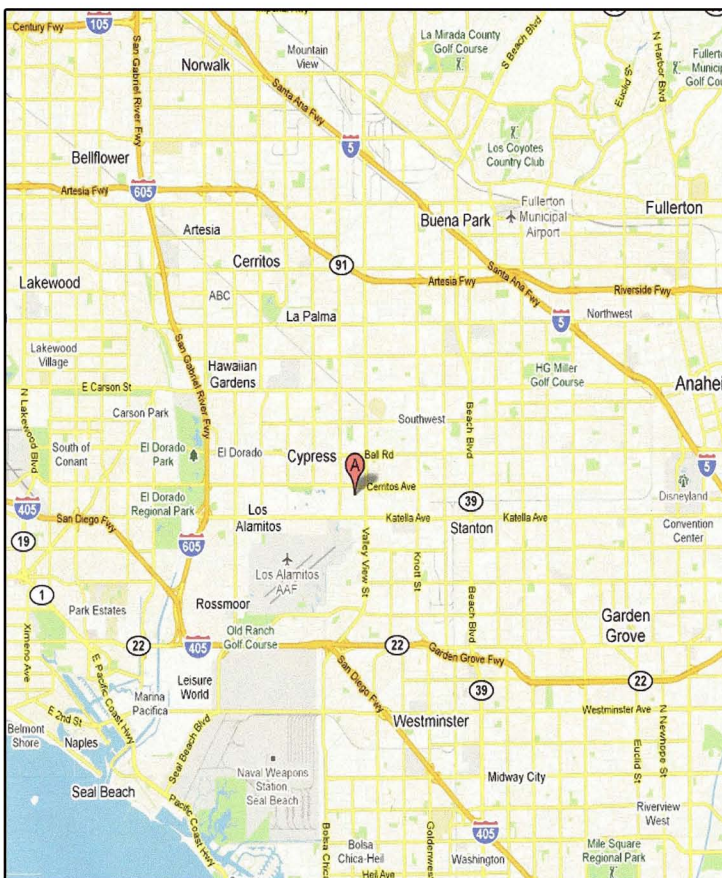 105
Century Fwy
San Gabriel River Fwy
Norwalk
Mountain
View
La Mirada County
Golf Course
S Beach Blvd
Euclid St
N Harbor Blvd
Santa Ana Fwy
5
Los Coyotes
Country Club
Bellflower
Artesia Fwy
605
Artesia
Buena Park
Fullerton
Municipal
Airport
Fullerton
Cerritos
91
Artesia Fwy
Santa Ana Fwy
Riverside Fwy
Lakewood
ABC
La Palma
5
Northwest
San Gabriel River Fwy
Lakewood
Village
Hawaiian
Gardens
HG Miller
Golf Course
E Carson St
N Lakewood Blvd
Carson Park
Southwest
Beach Blvd
Anahei
South of
Conant
El Dorado
Park
El Dorado
Cypress
Ball Rd
A
Cerritos Ave
5
Disneyland
El Dorado
Regional Park
405
San Diego Fwy
Los
Alamitos
39
Katella Ave
Stanton
Katella Ave
Convention
Center
19
605
Valley View St
Knott St
Los Alamitos
AAF
1
Beach Blvd
Park Estates
Rossmoor
Garden
Grove
Ximeno Ave
22
405
Old Ranch
Golf Course
22
Garden Grove Fwy
22
E Pacific Coast Hwy
Leisure
World
San Diego Fwy
39
Marina
Pacifica
Westminster
Westminster Ave
E 2nd St
Belmont
Shore
Naples
Seal Beach Blvd
Euclid St
N Newhope St
Seal Beach
Naval Weapons
Station
Seal Beach
Midway City
Pacific Coast Hwy
Riverview
West
405
Bolsa Chica
Bolsa
Chica-Heil
Heil Ave
Goldenwest
Washington
Mile Square
Regional Park